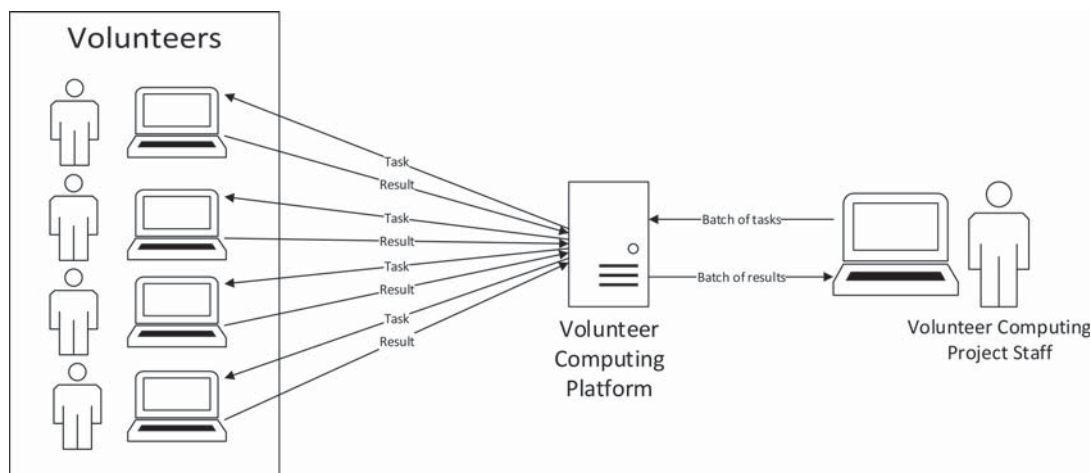 Volunteers
Task
Result
Task
Result
Task
Result
Task
Result
Batch of tasks
Batch of results
Volunteer
Computing
Platform
Volunteer Computing
Project Staff